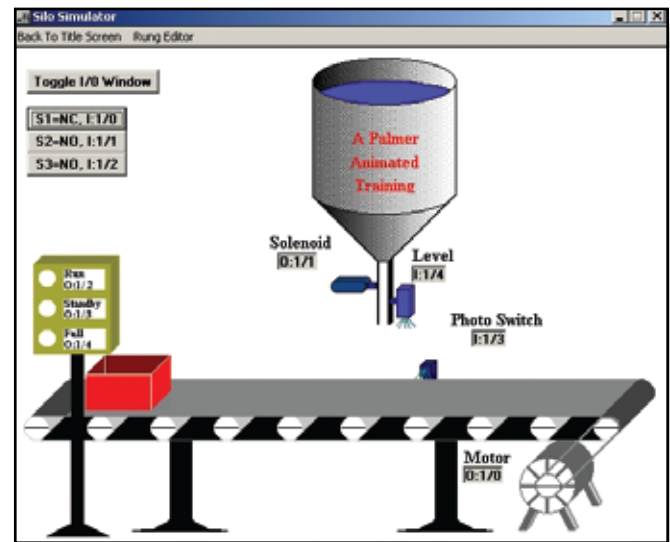 Silo Simulator
Back To Title Screen Rung Editor
Toggle I/O Window
S1=NC, I:1/0
S2=NO, I:1/1
S3=NO, I:1/2
A Palmer
Animated
Training
Solenoid
O:1/1
Level
I:1/4
Run
O:1/2
Standby
O:1/3
Full
O:1/4
Photo Switch
I:1/3
Motor
O:1/0